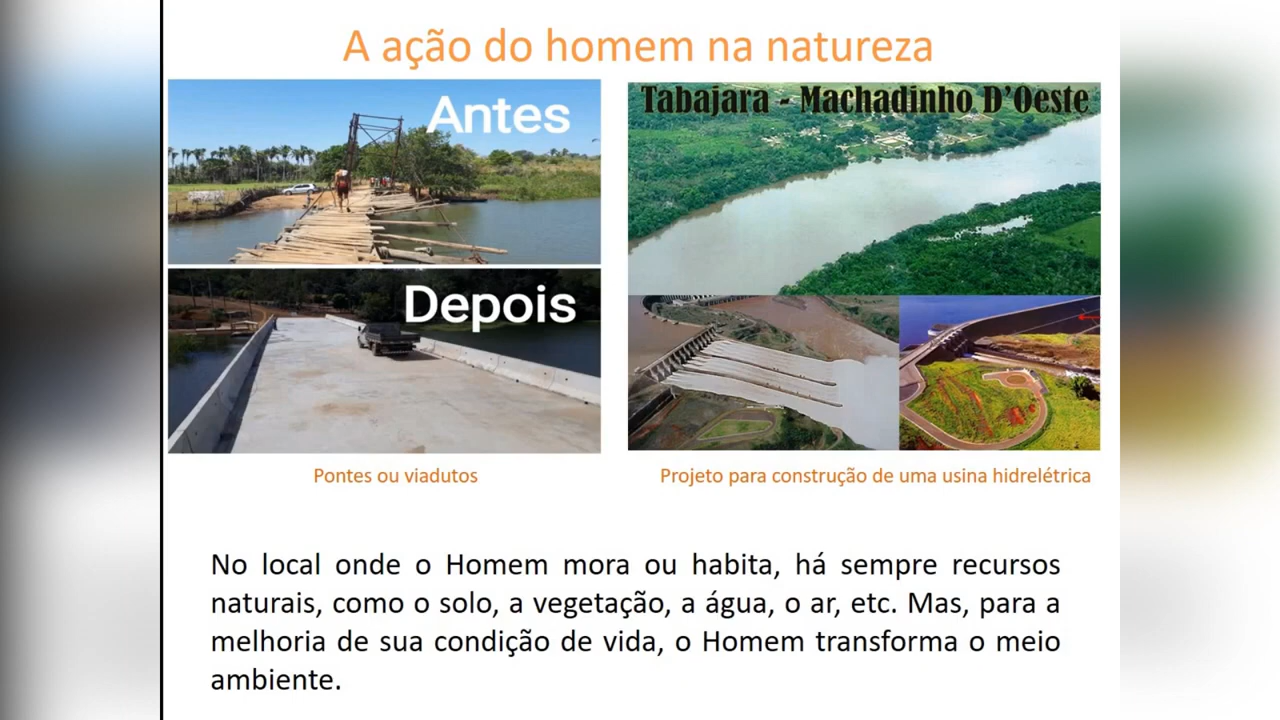 A ação do homem na natureza
Antes
Tabajara - Machadinho D'Oeste
Depois
Pontes ou viadutos
Projeto para construção de uma usina hidrelétrica
No local onde o Homem mora ou habita, há sempre recursos
naturais, como o solo, a vegetação, a água, o ar, etc. Mas, para a
melhoria de sua condição de vida, o Homem transforma o meio
ambiente.